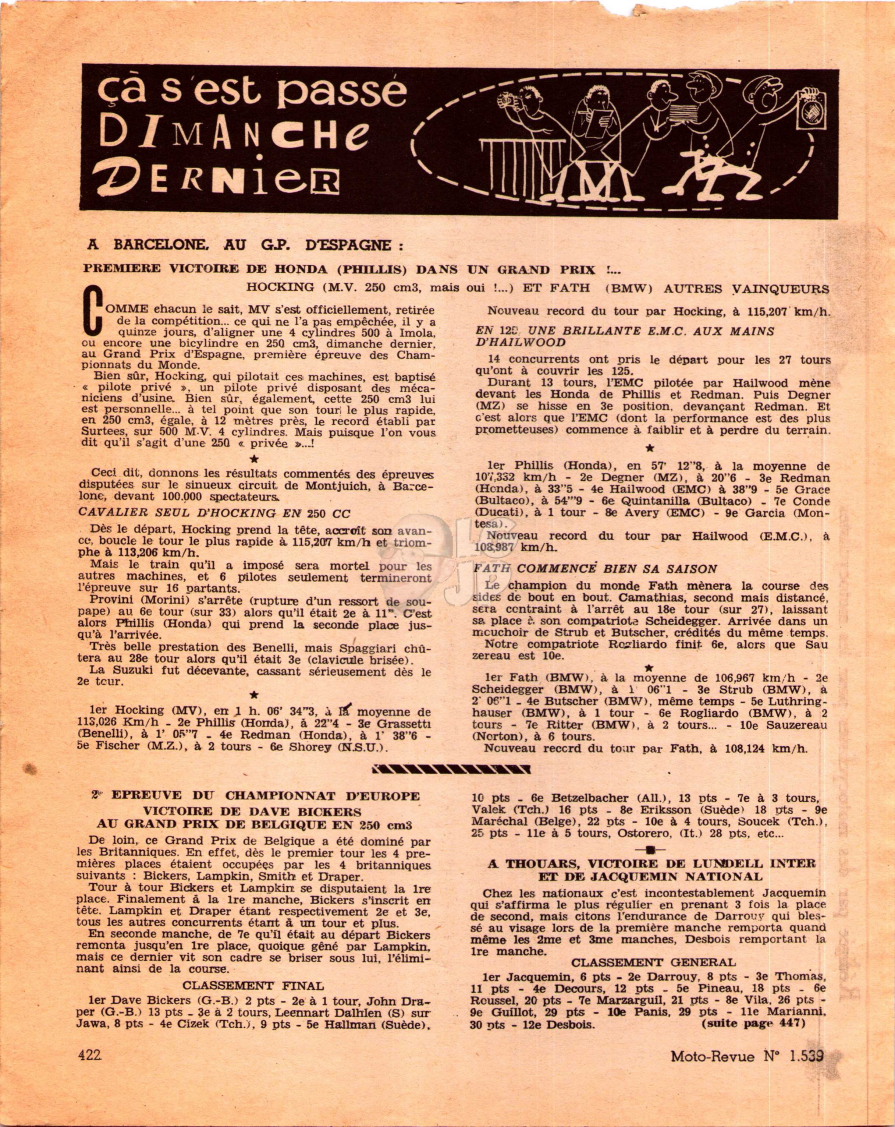 çà s'est passé
DIMANCHE
DERNIER
A BARCELONE, AU G.P. D'ESPAGNE :
PREMIERE VICTOIRE DE HONDA (PHILLIS) DANS UN GRAND PRIX !...
HOCKING (M.V. 250 cm3, mais oui !...) ET FATH (BMW) AUTRES VAINQUEURS
COMME ehacun le sait, MV s'est officiellement, retirée
de la compétition... ce qui ne l'a pas empêchée, il y a
quinze jours, d'aligner une 4 cylindres 500 à Imola,
ou encore une bicylindre en 250 cm3, dimanche dernier,
au Grand Prix d'Espagne, première épreuve des Cham-
pionnats du Monde.
Bien sûr, Hocking, qui pilotait ces machines, est baptisé
« pilote privé », un pilote privé disposant des méca-
niciens d'usine. Bien sûr, également, cette 250 cm3 lui
est personnelle... à tel point que son tour le plus rapide,
en 250 cm3, égale, à 12 mètres près, le record établi par
Surtees, sur 500 M.V. 4 cylindres. Mais puisque l'on vous
dit qu'il s'agit d'une 250 « privée »...!
★
Ceci dit, donnons les résultats commentés des épreuves
disputées sur le sinueux circuit de Montjuich, à Barce-
lone, devant 100.000 spectateurs.
CAVALIER SEUL D'HOCKING EN 250 CC
Dès le départ, Hocking prend la tête, accroît son avan-
ce, boucle le tour le plus rapide à 115,207 km/h et triom-
phe à 113,206 km/h.
Mais le train qu'il a imposé sera mortel pour les
autres machines, et 6 pilotes seulement termineront
l'épreuve sur 16 partants.
Provini (Morini) s'arrête (rupture d'un ressort de sou-
pape) au 6e tour (sur 33) alors qu'il était 2e à 11". C'est
alors Phillis (Honda) qui prend la seconde place jus-
qu'à l'arrivée.
Très belle prestation des Benelli, mais Spaggiari chû-
tera au 28e tour alors qu'il était 3e (clavicule brisée).
La Suzuki fut décevante, cassant sérieusement dès le
2e tour.
★
1er Hocking (MV), en 1 h. 06' 34"3, à la moyenne de
113,026 Km/h - 2e Phillis (Honda), à 22"4 - 3e Grassetti
(Benelli), à 1' 05"7 - 4e Redman (Honda), à 1' 38"6 -
5e Fischer (M.Z.), à 2 tours - 6e Shorey (N.S.U.).
Nouveau record du tour par Hocking, à 115,207 km/h.
EN 125 UNE BRILLANTE E.M.C. AUX MAINS
D'HAILWOOD
14 concurrents ont pris le départ pour les 27 tours
qu'ont à couvrir les 125.
Durant 13 tours, l'EMC pilotée par Hailwood mène
devant les Honda de Phillis et Redman. Puis Degner
(MZ) se hisse en 3e position, devançant Redman. Et
c'est alors que l'EMC (dont la performance est des plus
prometteuses) commence à faiblir et à perdre du terrain.
★
1er Phillis (Honda), en 57' 12"8, à la moyenne de
107,332 km/h - 2e Degner (MZ), à 20"6 - 3e Redman
(Honda), à 33"5 - 4e Hailwood (EMC) à 38"9 - 5e Grace
(Bultaco), à 54"9 - 6e Quintanilla (Bultaco) - 7e Conde
(Ducati), à 1 tour - 8e Avery (EMC) - 9e Garcia (Mon-
tesa).
Nouveau record du tour par Hailwood (E.M.C.), à
108,987 km/h.
FATH COMMENCE BIEN SA SAISON
Le champion du monde Fath mènera la course des
sides de bout en bout. Camathias, second mais distancé,
sera contraint à l'arrêt au 18e tour (sur 27), laissant
sa place à son compatriote Scheidegger. Arrivée dans un
mouchoir de Strub et Butscher, crédités du même temps.
Notre compatriote Rogliardo finit 6e, alors que Sau
zereau est 10e.
★
1er Fath (BMW), à la moyenne de 106,967 km/h - 2e
Scheidegger (BMW), à 1' 06"1 - 3e Strub (BMW), à
2' 06"1 - 4e Butscher (BMW), même temps - 5e Luthring-
hauser (BMW), à 1 tour - 6e Rogliardo (BMW), à 2
tours - 7e Ritter (BMW), à 2 tours... - 10e Sauzereau
(Norton), à 6 tours.
Nouveau record du tour par Fath, à 108,124 km/h.
2e EPREUVE DU CHAMPIONNAT D'EUROPE
VICTOIRE DE DAVE BICKERS
AU GRAND PRIX DE BELGIQUE EN 250 cm3
De loin, ce Grand Prix de Belgique a été dominé par
les Britanniques. En effet, dès le premier tour les 4 pre-
mières places étaient occupées par les 4 britanniques
suivants : Bickers, Lampkin, Smith et Draper.
Tour à tour Bickers et Lampkin se disputaient la 1re
place. Finalement à la 1re manche, Bickers s'inscrit en
tête, Lampkin et Draper étant respectivement 2e et 3e,
tous les autres concurrents étant à un tour et plus.
En seconde manche, de 7e qu'il était au départ Bickers
remonta jusqu'en 1re place, quoique gêné par Lampkin,
mais ce dernier vit son cadre se briser sous lui, l'élimi-
nant ainsi de la course.
CLASSEMENT FINAL
1er Dave Bickers (G.-B.) 2 pts - 2e à 1 tour, John Dra-
per (G.-B.) 13 pts - 3e à 2 tours, Leennart Dalhlen (S) sur
Jawa, 8 pts - 4e Cizek (Tch.), 9 pts - 5e Hallman (Suède),
10 pts - 6e Betzelbacher (All.), 13 pts - 7e à 3 tours,
Valek (Tch.) 16 pts - 8e Eriksson (Suède) 18 pts - 9e
Maréchal (Belge), 22 pts - 10e à 4 tours, Soucek (Tch.),
25 pts - 11e à 5 tours, Ostorero, (It.) 28 pts, etc...
A THOUARS, VICTOIRE DE LUNDELL INTER
ET DE JACQUEMIN NATIONAL
Chez les nationaux c'est incontestablement Jacquemin
qui s'affirma le plus régulier en prenant 3 fois la place
de second, mais citons l'endurance de Darrouy qui bles-
sé au visage lors de la première manche remporta quand
même les 2me et 3me manches, Desbois remportant la
1re manche.
CLASSEMENT GENERAL
1er Jacquemin, 6 pts - 2e Darrouy, 8 pts - 3e Thomas,
11 pts - 4e Decours, 12 pts - 5e Pineau, 18 pts - 6e
Roussel, 20 pts - 7e Marzarguil, 21 pts - 8e Vila, 26 pts -
9e Guillot, 29 pts - 10e Panis, 29 pts - 11e Marianni,
30 pts - 12e Desbois. (suite page 447)
422
Moto-Revue N° 1.539